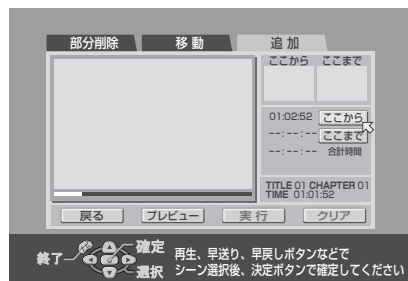 部分削除 移 動 追 加
ここから ここまで
01:02:52 ここから
--:--:-- ここまで
--:--:-- 合計時間
TITLE 01 CHAPTER 01
TIME 01:01:52
戻る プレビュー 実 行 クリア
終了 確定 再生、早送り、早戻しボタンなどで
選択 シーン選択後、決定ボタンで確定してください